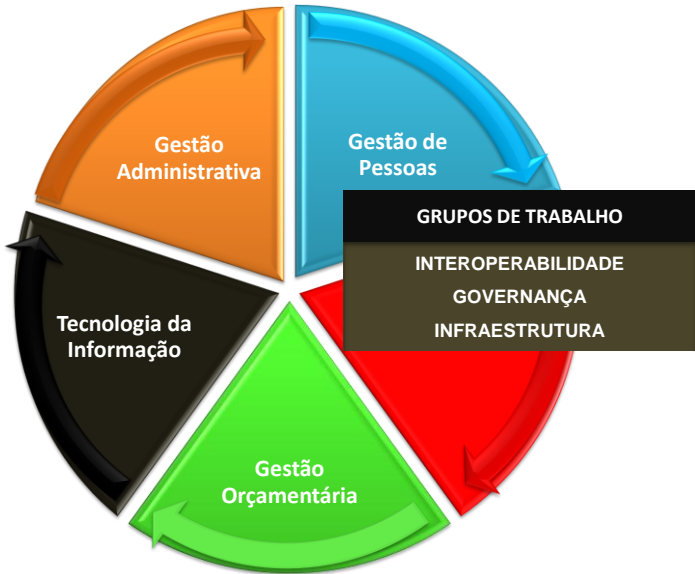 Gestão
Administrativa
Gestão de
Pessoas
GRUPOS DE TRABALHO
INTEROPERABILIDADE
GOVERNANÇA
INFRAESTRUTURA
Tecnologia da
Informação
Gestão
Orçamentária